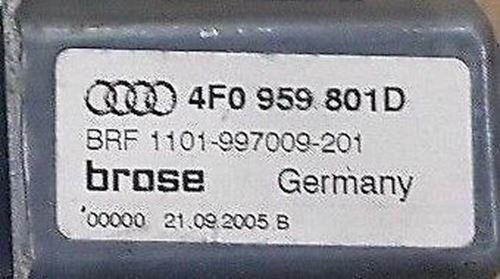 4F0 959 801D
BRF 1101-997009-201
brose Germany
00000 21.09.2005 B